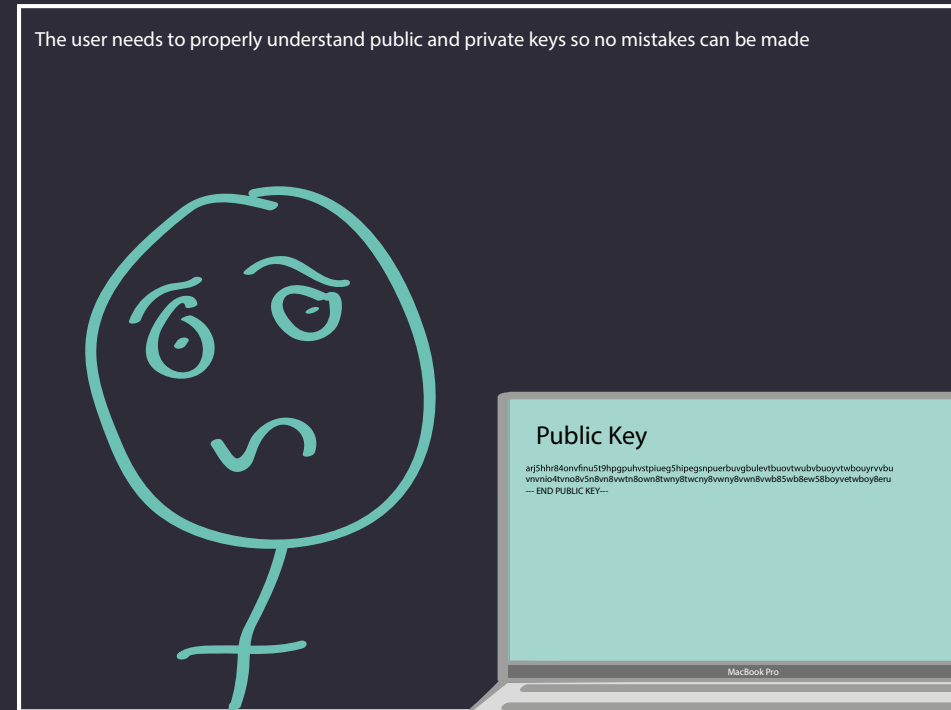 The user needs to properly understand public and private keys so no mistakes can be made
Public Key
arj5hhr84onvfinu5t9hpgpuhvstpiueg5hipegsnpuerbuvgbulevtbuovtwubvbuoyvtwbouyrvvbu
vnvnio4tvno8v5n8vn8vwtn8own8twny8twcny8vwny8vwn8vwb85wb8ew58boyvetwboy8eru
--- END PUBLIC KEY---
MacBook Pro